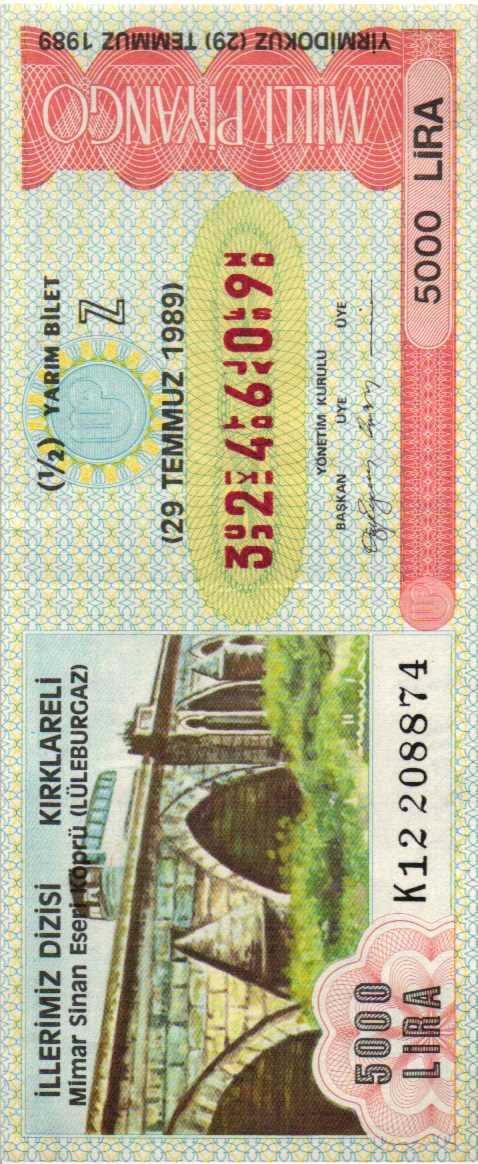 İLLERİMİZ DİZİSİ KIRKLARELİ
Mimar Sinan Eseri Köprü (LÜLEBURGAZ)
5000
LİRA
K12 208874
(½) YARIM BİLET
Z
(29 TEMMUZ 1989)
324609
YÖNETİM KURULU
BAŞKAN ÜYE ÜYE
5000 LİRA
MİLLİ PİYANGO
YİRMİDOKUZ (29) TEMMUZ 1989